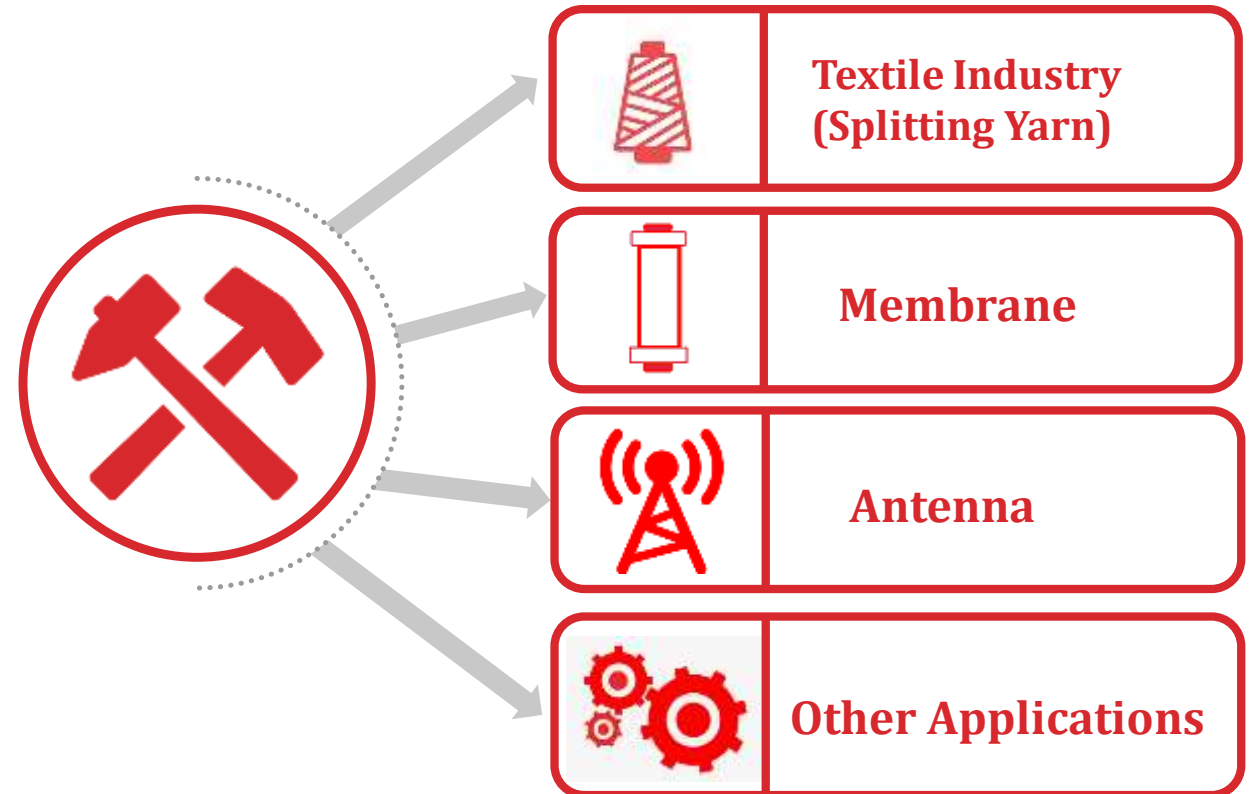 Textile Industry
(Splitting Yarn)
Membrane
Antenna
Other Applications